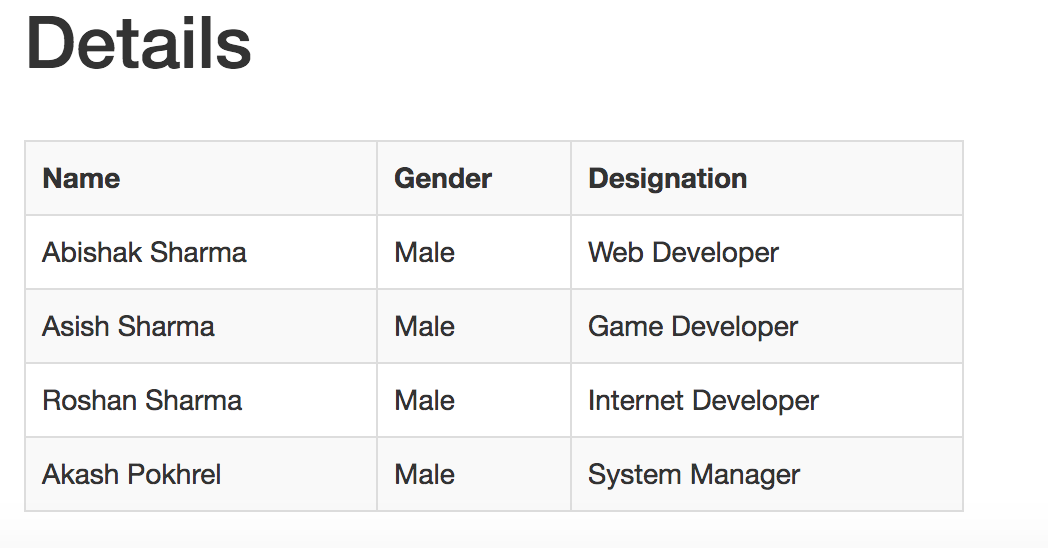 Details
Name Gender Designation
Abishak Sharma Male Web Developer
Asish Sharma Male Game Developer
Roshan Sharma Male Internet Developer
Akash Pokhrel Male System Manager